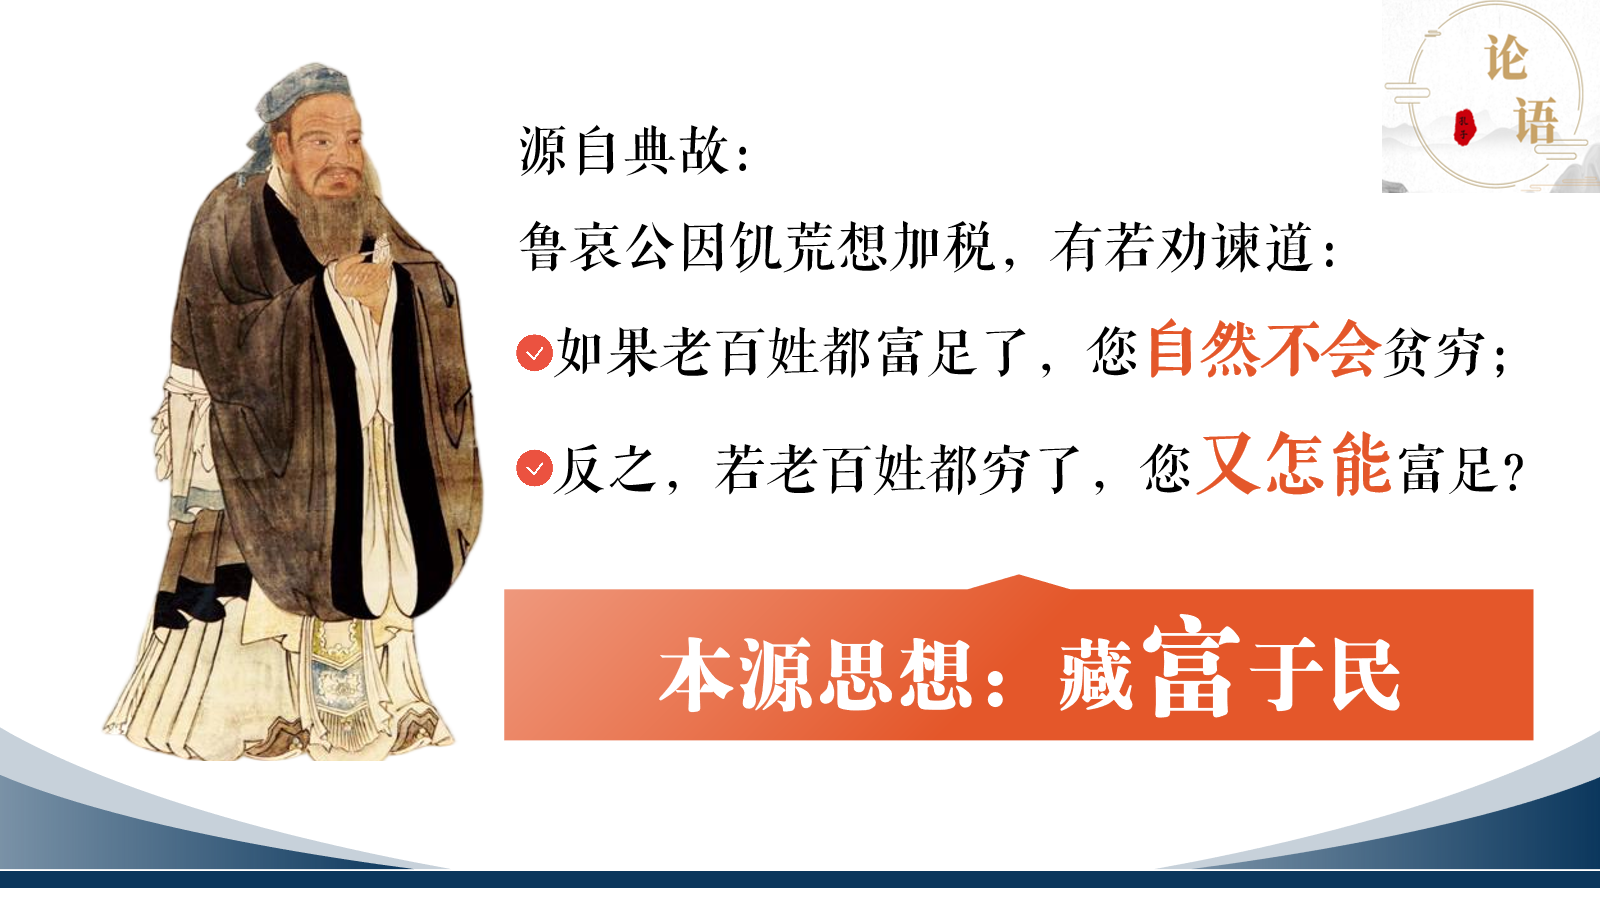 论
语
孔子
源自典故：
鲁哀公因饥荒想加税，有若劝谏道：
如果老百姓都富足了，您自然不会贫穷；
反之，若老百姓都穷了，您又怎能富足？
本源思想：藏富于民